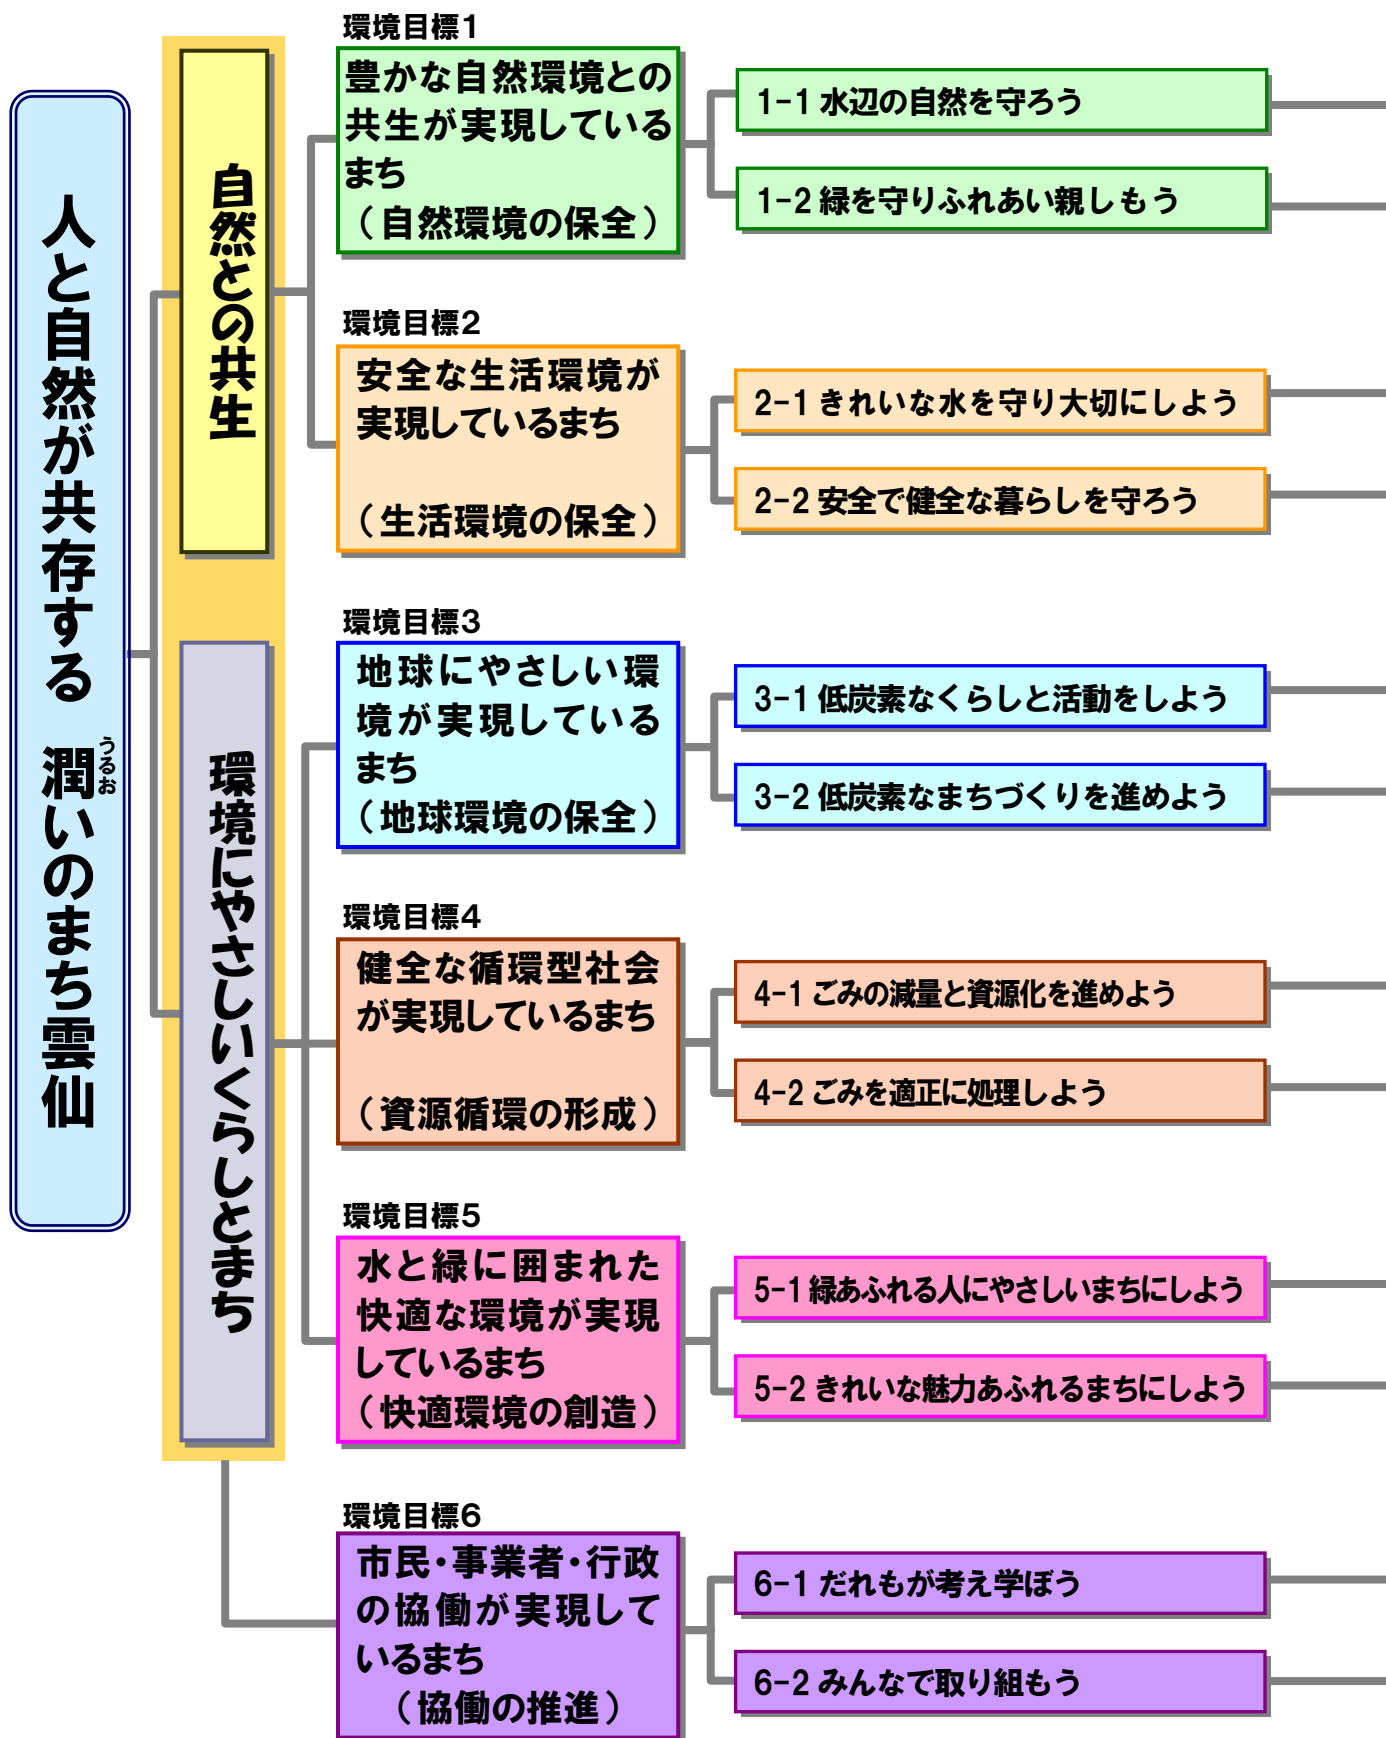 人と自然が共存する 潤いのまち雲仙
うるお
自然との共生
環境にやさしいくらしとまち
環境目標1
豊かな自然環境との
共生が実現している
まち
（自然環境の保全）
1-1 水辺の自然を守ろう
1-2 緑を守りふれあい親しもう
環境目標2
安全な生活環境が
実現しているまち
（生活環境の保全）
2-1 きれいな水を守り大切にしよう
2-2 安全で健全な暮らしを守ろう
環境目標3
地球にやさしい環
境が実現している
まち
（地球環境の保全）
3-1 低炭素なくらしと活動をしよう
3-2 低炭素なまちづくりを進めよう
環境目標4
健全な循環型社会
が実現しているまち
（資源循環の形成）
4-1 ごみの減量と資源化を進めよう
4-2 ごみを適正に処理しよう
環境目標5
水と緑に囲まれた
快適な環境が実現
しているまち
（快適環境の創造）
5-1 緑あふれる人にやさしいまちにしよう
5-2 きれいな魅力あふれるまちにしよう
環境目標6
市民・事業者・行政
の協働が実現して
いるまち
（協働の推進）
6-1 だれもが考え学ぼう
6-2 みんなで取り組もう